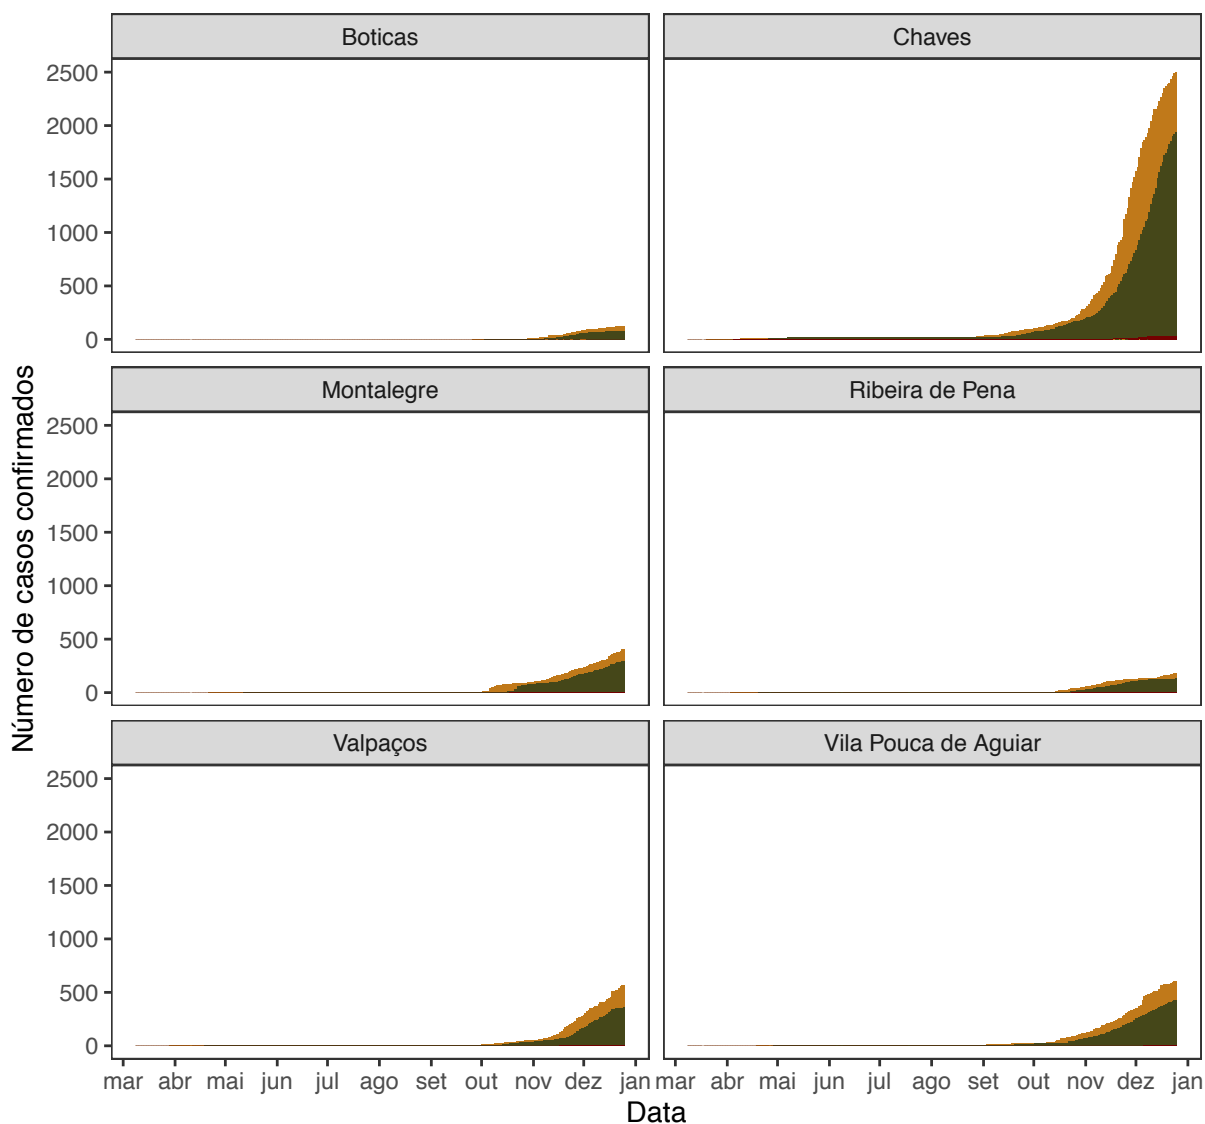 Boticas
Chaves
2500
2000
1500
1000
500
0
Montalegre
Ribeira de Pena
2500
2000
1500
1000
500
0
Valpaços
Vila Pouca de Aguiar
2500
2000
1500
1000
500
0
mar abr mai jun jul ago set out nov dez jan
mar abr mai jun jul ago set out nov dez jan
Número de casos confirmados
Data